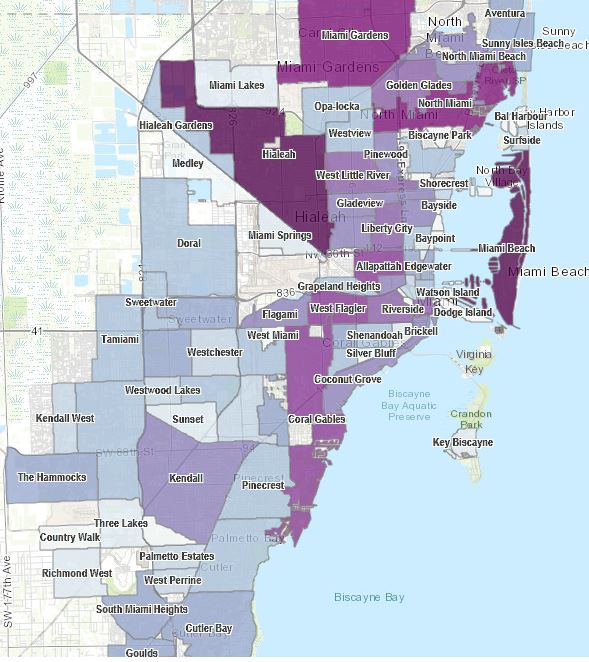 Aventura
North
Miami
Sunny
Sunny Isles Beach
Miami Gardens
Miami Gardens
North Miami Beach
997
Golden Glades
Miami Lakes
North Miami
Opa-locka
North Miami
Bal Harbour
Islands
Hialeah Gardens
924
826
Westview
Biscayne Park
Surfside
Medley
Hialeah
Pinewood
West Little River
North Bay
Village
Shorecrest
Gladeview
Bayside
Hialeah
Liberty City
Miami Springs
Doral
Baypoint
Miami Beach
112
Allapattah
Edgewater
Miami Beach
821
836
Grapeland Heights
Watson Island
Sweetwater
West Flagler
Riverside
Miami
Dodge Island
Flagami
Sweetwater
41
Tamiami
West Miami
Shenandoah
Brickell
Coral Gables
Silver Bluff
Westchester
Virginia
Key
Coconut Grove
Westwood Lakes
Biscayne
Bay Aquatic
Preserve
Kendall West
Sunset
Coral Gables
Crandon
Park
Key Biscayne
SW 88th St
94
The Hammocks
Kendall
Pinecrest
Pinecrest
Three Lakes
Country Walk
Palmetto Bay
Palmetto Estates
Cutler
Richmond West
West Perrine
SW 177th Ave
Biscayne Bay
South Miami Heights
Cutler Bay
Cutler Bay
Goulds